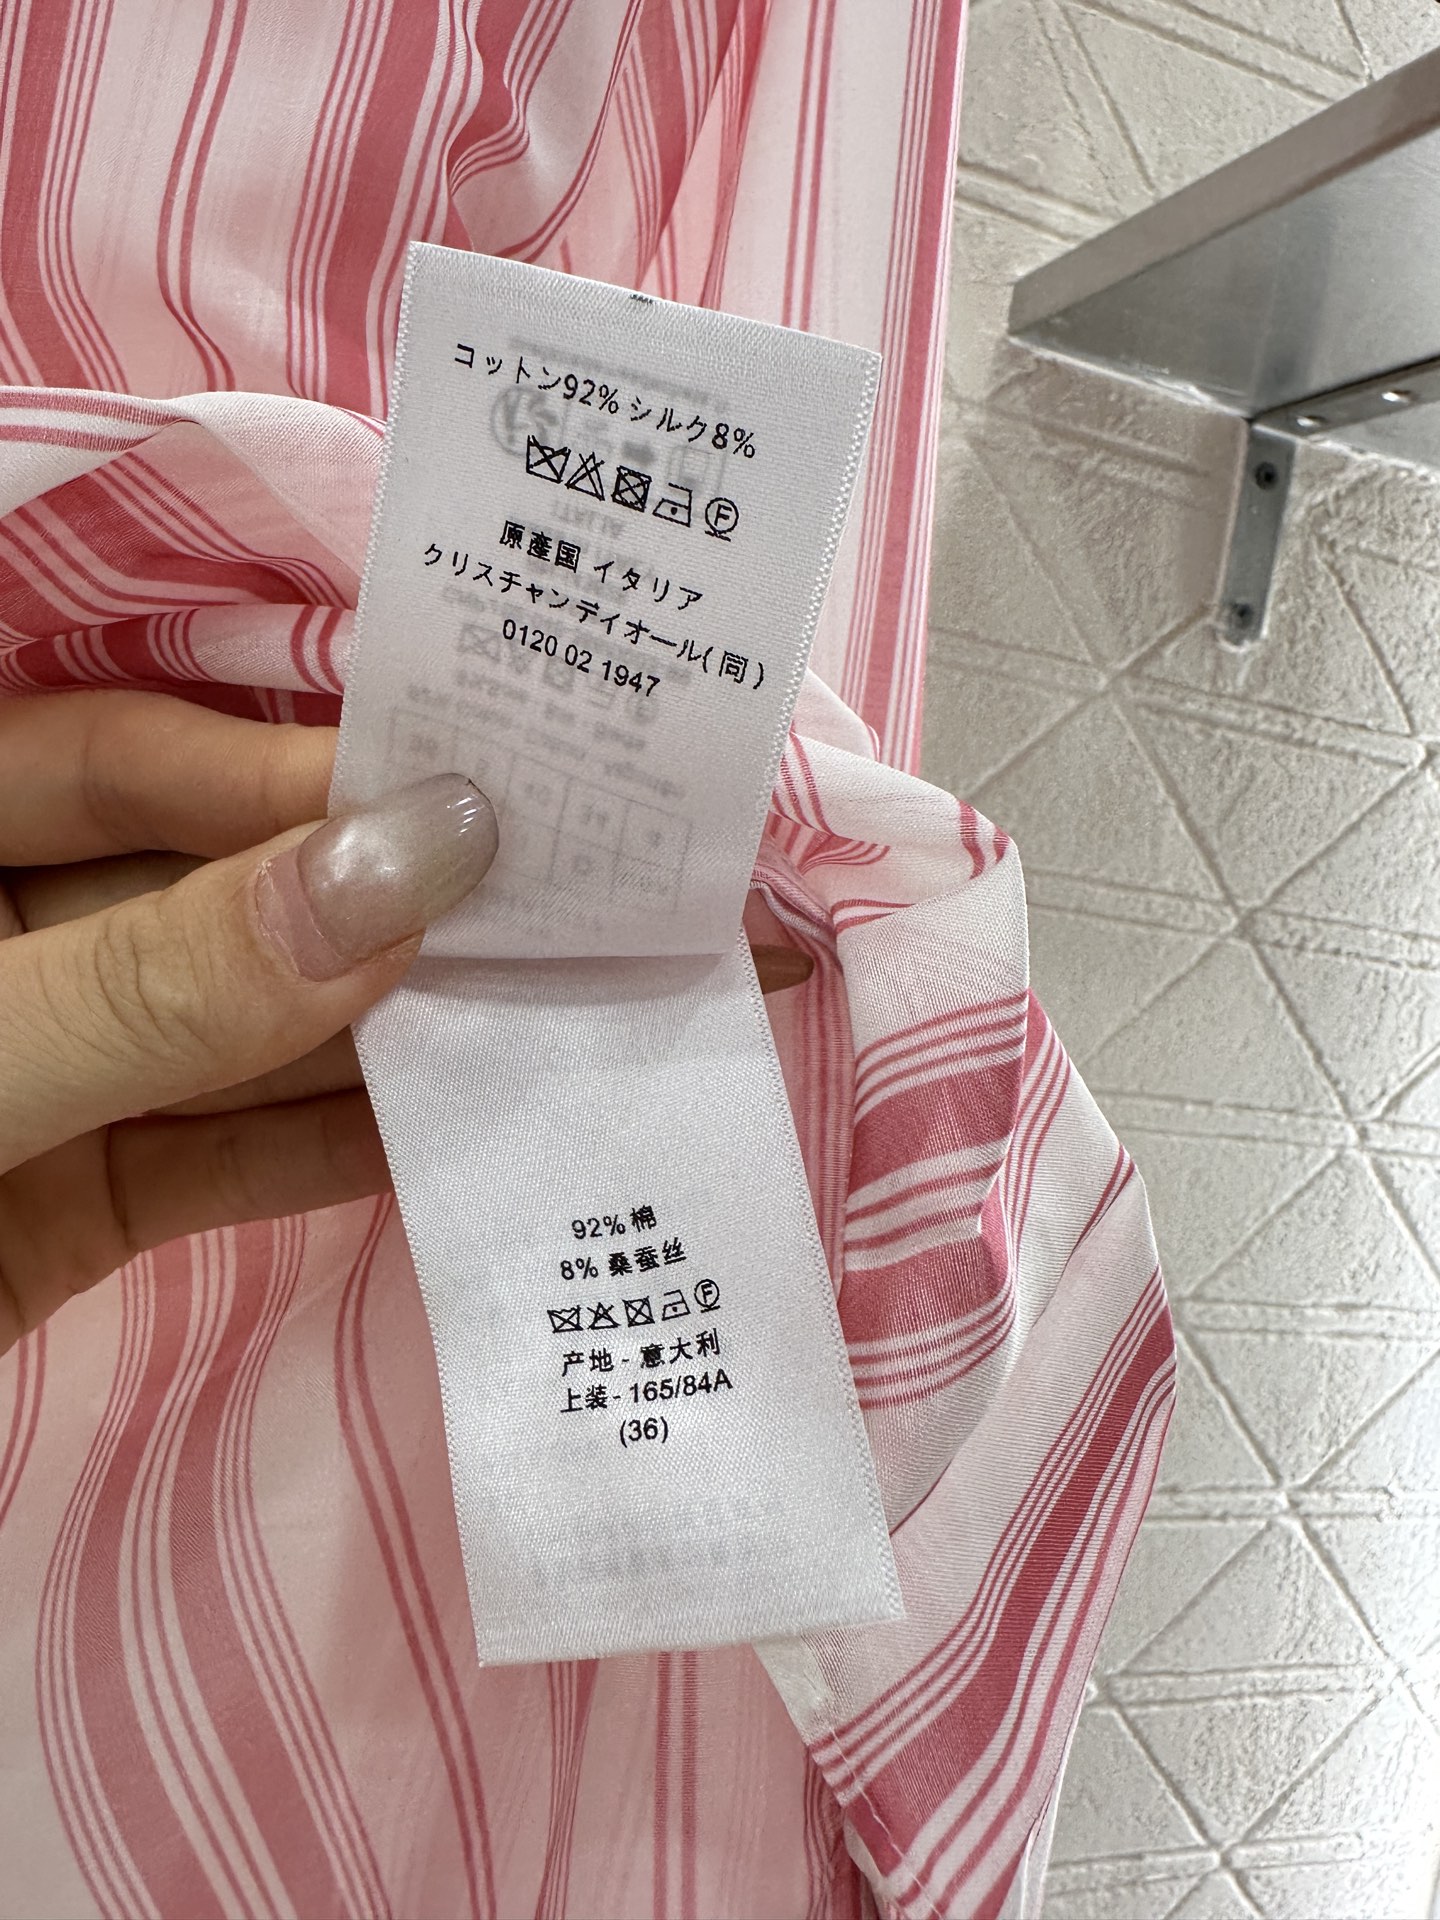 コットン92% シルク8%
原産国 イタリア
クリスチャンディオール(同)
0120 02 1947
92% 棉
8% 桑蚕丝
F
产地 - 意大利
上装- 165/84A
(36)